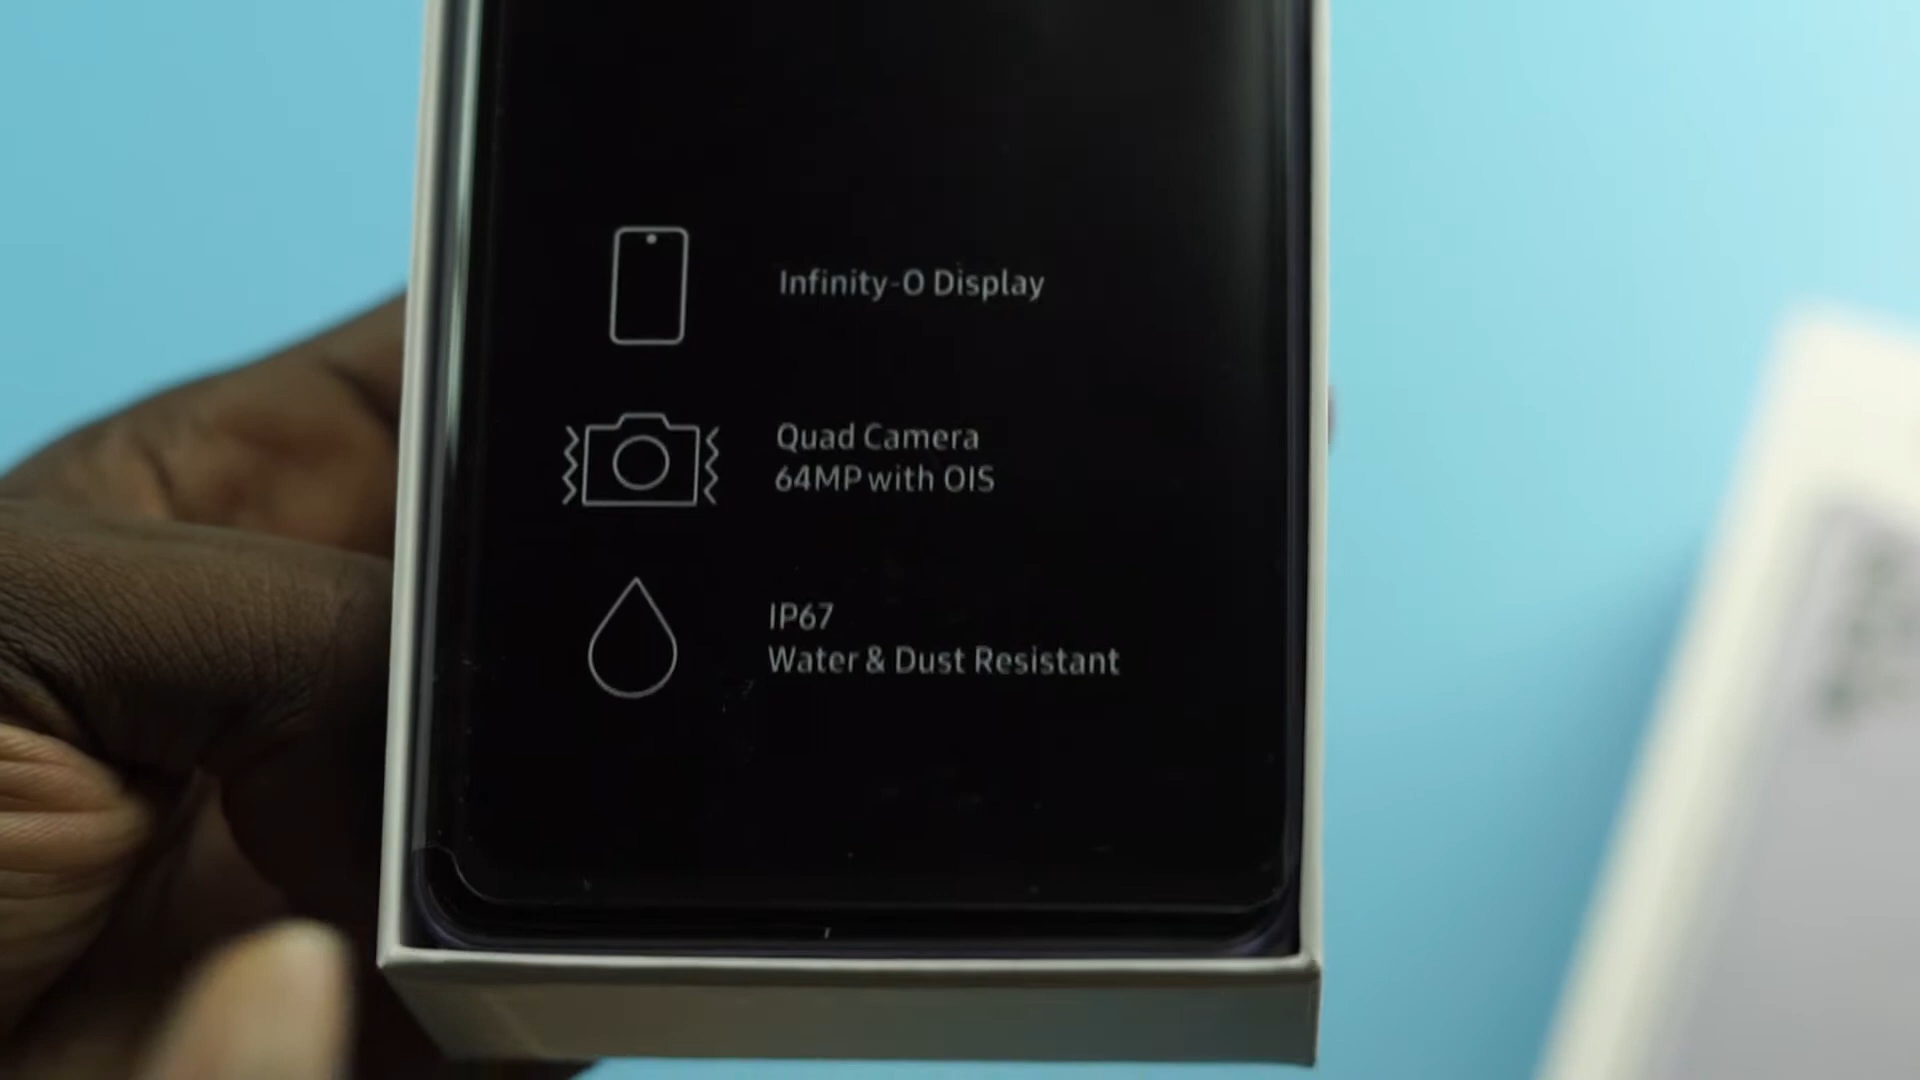 Infinity-O Display
Quad Camera
64MP with OIS
IP67
Water & Dust Resistant